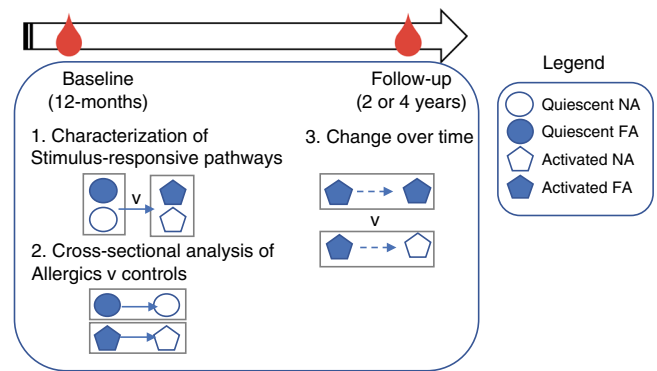 Baseline
(12-months)
Follow-up
(2 or 4 years)
1. Characterization of
Stimulus-responsive pathways
v
2. Cross-sectional analysis of
Allergics v controls
3. Change over time
v
Legend
Quiescent NA
Quiescent FA
Activated NA
Activated FA